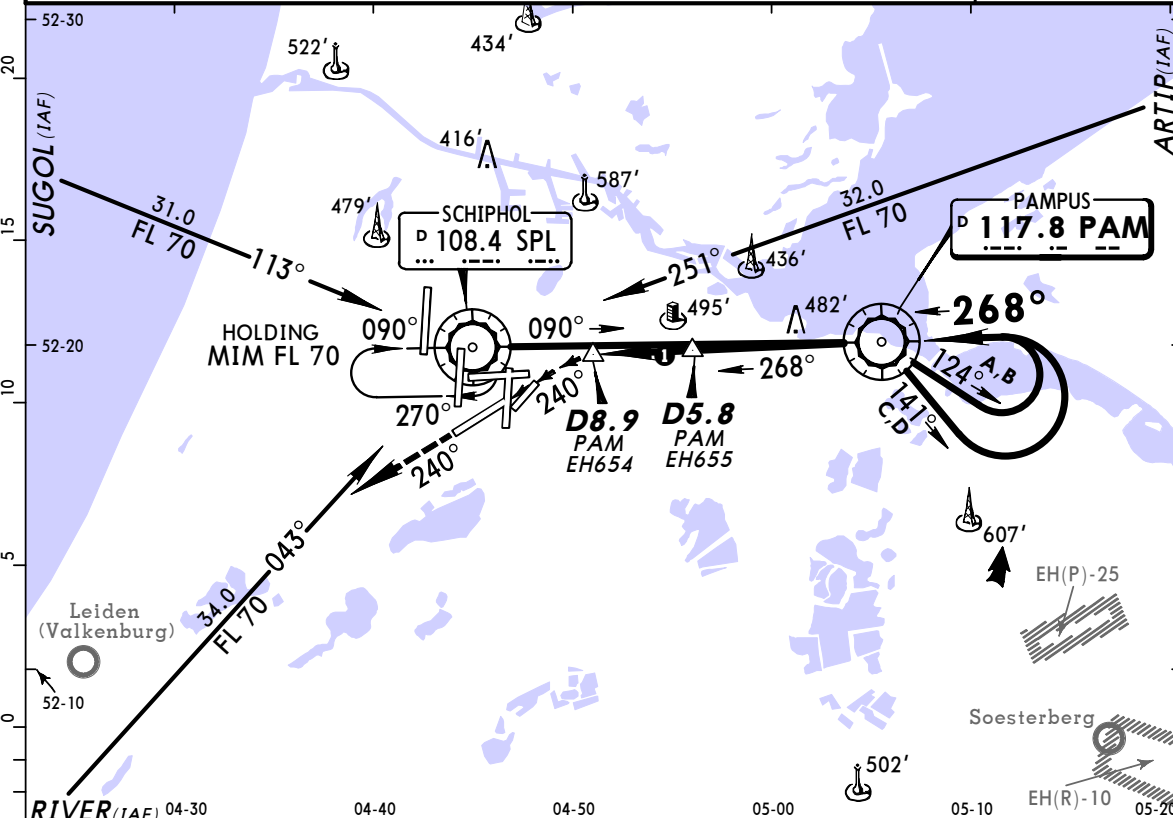 52-30
20
522'
434'
ARTIP (IAF)
SUGOL (IAF)
416'
587'
479'
31.0
FL 70
113°
SCHIPHOL
D 108.4 SPL
32.0
FL 70
251°
436'
PAMPUS
D 117.8 PAM
15
495'
482'
268°
HOLDING
MIM FL 70
090°
090°
52-20
1
268°
124°
A,B
141°
C,D
10
270°
240°
240°
D8.9
PAM
EH654
D5.8
PAM
EH655
043°
607'
5
EH(P)-25
34.0
FL 70
Leiden
(Valkenburg)
52-10
0
Soesterberg
502'
EH(R)-10
RIVER (IAF)
04-30
04-40
04-50
05-00
05-10
05-20